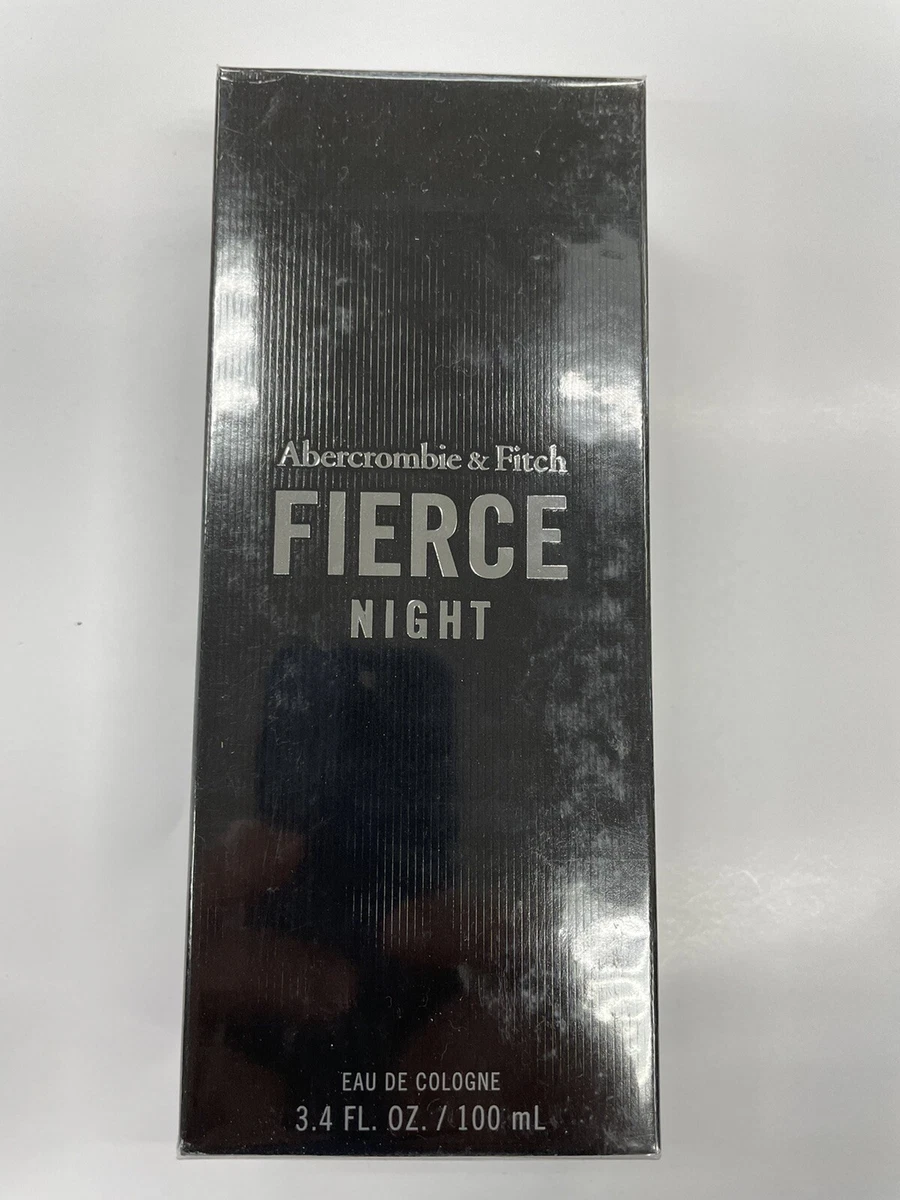 Abercrombie & Fitch
FIERCE
NIGHT
EAU DE COLOGNE
3.4 FL. OZ. / 100 mL